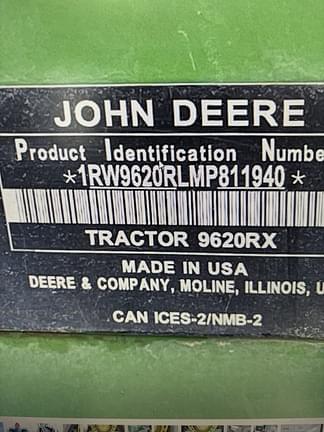 JOHN DEERE
Product Identification Numbe
*1RW9620RLMP811940*
TRACTOR 9620RX
MADE IN USA
DEERE & COMPANY, MOLINE, ILLINOIS, U
CAN ICES-2/NMB-2